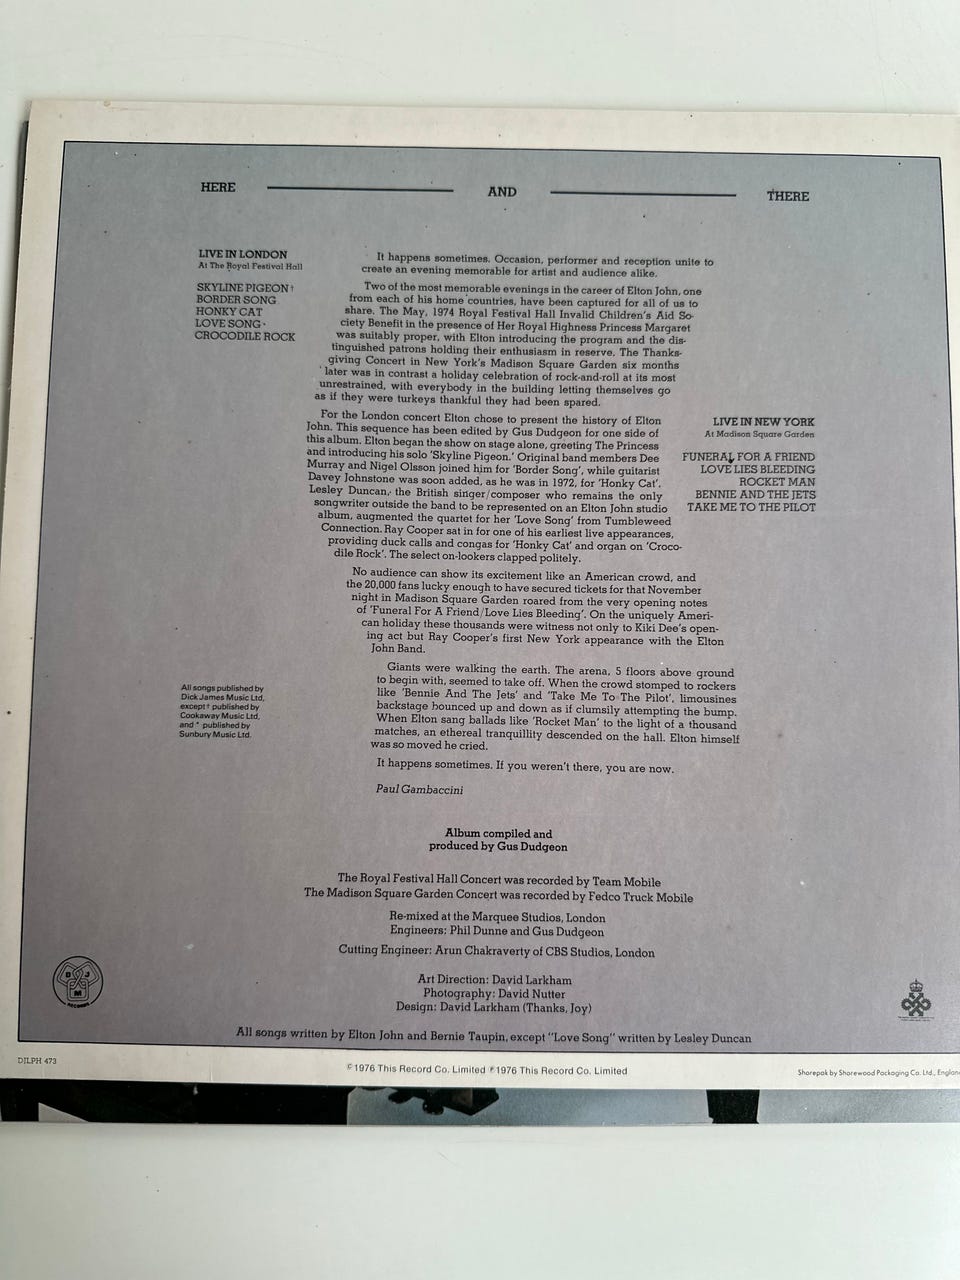 HERE AND THERE
LIVE IN LONDON
At The Royal Festival Hall
SKYLINE PIGEON†
BORDER SONG
HONKY CAT
LOVE SONG*
CROCODILE ROCK
It happens sometimes. Occasion, performer and reception unite to
create an evening memorable for artist and audience alike.
Two of the most memorable evenings in the career of Elton John, one
from each of his home countries, have been captured for all of us to
share. The May, 1974 Royal Festival Hall Invalid Children's Aid So-
ciety Benefit in the presence of Her Royal Highness Princess Margaret
was suitably proper, with Elton introducing the program and the dis-
tinguished patrons holding their enthusiasm in reserve. The Thanks-
giving Concert in New York's Madison Square Garden six months
later was in contrast a holiday celebration of rock-and-roll at its most
unrestrained, with everybody in the building letting themselves go
as if they were turkeys thankful they had been spared.
For the London concert Elton chose to present the history of Elton
John. This sequence has been edited by Gus Dudgeon for one side of
this album. Elton began the show on stage alone, greeting The Princess
and introducing his solo 'Skyline Pigeon.' Original band members Dee
Murray and Nigel Olsson joined him for 'Border Song', while guitarist
Davey Johnstone was soon added, as he was in 1972, for 'Honky Cat'.
Lesley Duncan, the British singer/composer who remains the only
songwriter outside the band to be represented on an Elton John studio
album, augmented the quartet for her 'Love Song' from Tumbleweed
Connection. Ray Cooper sat in for one of his earliest live appearances,
providing duck calls and congas for 'Honky Cat' and organ on 'Croco-
dile Rock'. The select on-lookers clapped politely.
LIVE IN NEW YORK
At Madison Square Garden
FUNERAL FOR A FRIEND
LOVE LIES BLEEDING
ROCKET MAN
BENNIE AND THE JETS
TAKE ME TO THE PILOT
No audience can show its excitement like an American crowd, and
the 20,000 fans lucky enough to have secured tickets for that November
night in Madison Square Garden roared from the very opening notes
of 'Funeral For A Friend/Love Lies Bleeding'. On the uniquely Ameri-
can holiday these thousands were witness not only to Kiki Dee's open-
ing act but Ray Cooper's first New York appearance with the Elton
John Band.
Giants were walking the earth. The arena, 5 floors above ground
to begin with, seemed to take off. When the crowd stomped to rockers
like 'Bennie And The Jets' and 'Take Me To The Pilot', limousines
backstage bounced up and down as if clumsily attempting the bump.
When Elton sang ballads like 'Rocket Man' to the light of a thousand
matches, an ethereal tranquillity descended on the hall. Elton himself
was so moved he cried.
It happens sometimes. If you weren't there, you are now.
Paul Gambaccini
All songs published by
Dick James Music Ltd,
except† published by
Cookaway Music Ltd,
and * published by
Sunbury Music Ltd.
Album compiled and
produced by Gus Dudgeon
The Royal Festival Hall Concert was recorded by Team Mobile
The Madison Square Garden Concert was recorded by Fedco Truck Mobile
Re-mixed at the Marquee Studios, London
Engineers: Phil Dunne and Gus Dudgeon
Cutting Engineer: Arun Chakraverty of CBS Studios, London
Art Direction: David Larkham
Photography: David Nutter
Design: David Larkham (Thanks, Joy)
D J M
RECORDS
All songs written by Elton John and Bernie Taupin, except "Love Song" written by Lesley Duncan
DJLPH 473
©1976 This Record Co. Limited ℗1976 This Record Co. Limited
Shorepak by Shorewood Packaging Co. Ltd., England